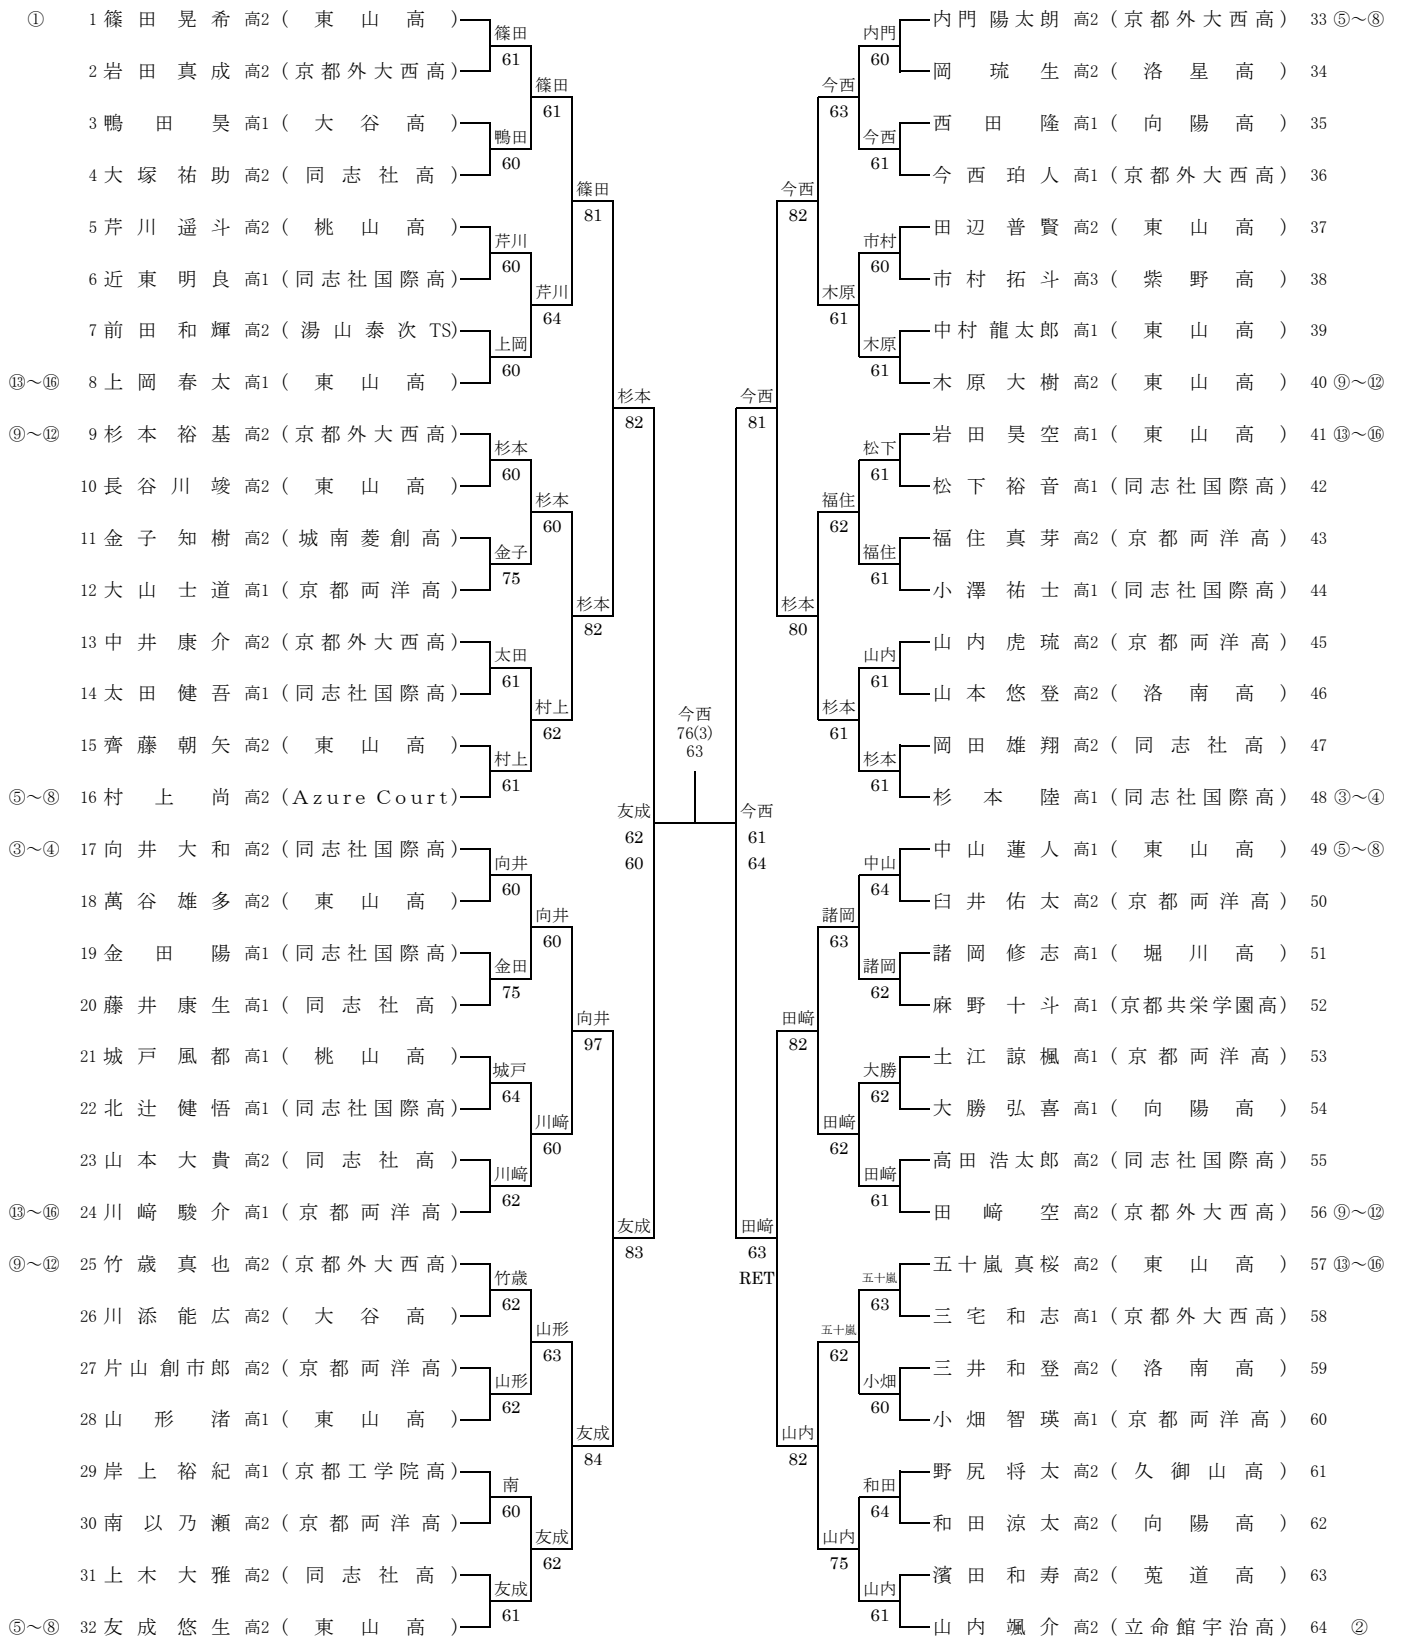 ① 1 篠田晃希 高2 (東山高)
2 岩田真成 高2 (京都外大西高)
3 鴨田昊 高1 (大谷高)
4 大塚祐助 高2 (同志社高)
5 芹川遥斗 高2 (桃山高)
6 近東明良 高1 (同志社国際高)
7 前田和輝 高2 (湯山泰次TS)
⑬～⑯ 8 上岡春太 高1 (東山高)
⑨～⑫ 9 杉本裕基 高2 (京都外大西高)
10 長谷川竣 高2 (東山高)
11 金子知樹 高2 (城南菱創高)
12 大山士道 高1 (京都両洋高)
13 中井康介 高2 (京都外大西高)
14 太田健吾 高1 (同志社国際高)
15 齊藤朝矢 高2 (東山高)
⑤～⑧ 16 村上尚 高2 (Azure Court)
③～④ 17 向井大和 高2 (同志社国際高)
18 萬谷雄多 高2 (東山高)
19 金田陽 高1 (同志社国際高)
20 藤井康生 高1 (同志社高)
21 城戸風都 高1 (桃山高)
22 北辻健悟 高1 (同志社国際高)
23 山本大貴 高2 (同志社高)
⑬～⑯ 24 川﨑駿介 高1 (京都両洋高)
⑨～⑫ 25 竹歳真也 高2 (京都外大西高)
26 川添能広 高2 (大谷高)
27 片山創市郎 高2 (京都両洋高)
28 山形渚 高1 (東山高)
29 岸上裕紀 高1 (京都工学院高)
30 南以乃瀬 高2 (京都両洋高)
31 上木大雅 高2 (同志社高)
⑤～⑧ 32 友成悠生 高2 (東山高)
篠田
61
鴨田
60
芹川
60
上岡
60
杉本
60
金子
75
太田
61
村上
61
向井
60
金田
75
城戸
64
川﨑
62
竹歳
62
山形
62
南
60
友成
61
篠田
61
芹川
64
杉本
60
村上
62
向井
60
川﨑
60
山形
63
友成
62
篠田
81
杉本
82
向井
97
友成
84
杉本
82
友成
83
友成
62
60
今西
76(3)
63
今西
61
64
今西
81
田﨑
63
RET
今西
82
杉本
80
田﨑
82
山内
82
今西
63
木原
61
福住
62
杉本
61
諸岡
63
田﨑
62
五十嵐
62
山内
75
内門
60
今西
61
市村
60
木原
61
松下
61
福住
61
山内
61
杉本
61
中山
64
諸岡
62
大勝
62
田﨑
61
五十嵐
63
小畑
60
和田
64
山内
61
内門陽太朗 高2 (京都外大西高) 33 ⑤～⑧
岡琉生 高2 (洛星高) 34
西田隆 高1 (向陽高) 35
今西珀人 高1 (京都外大西高) 36
田辺普賢 高2 (東山高) 37
市村拓斗 高3 (紫野高) 38
中村龍太郎 高1 (東山高) 39
木原大樹 高2 (東山高) 40 ⑨～⑫
岩田昊空 高1 (東山高) 41 ⑬～⑯
松下裕音 高1 (同志社国際高) 42
福住真芽 高2 (京都両洋高) 43
小澤祐士 高1 (同志社国際高) 44
山内虎琉 高2 (京都両洋高) 45
山本悠登 高2 (洛南高) 46
岡田雄翔 高2 (同志社高) 47
杉本陸 高1 (同志社国際高) 48 ③～④
中山蓮人 高1 (東山高) 49 ⑤～⑧
臼井佑太 高2 (京都両洋高) 50
諸岡修志 高1 (堀川高) 51
麻野十斗 高1 (京都共栄学園高) 52
土江諒楓 高1 (京都両洋高) 53
大勝弘喜 高1 (向陽高) 54
高田浩太郎 高2 (同志社国際高) 55
田﨑空 高2 (京都外大西高) 56 ⑨～⑫
五十嵐真桜 高2 (東山高) 57 ⑬～⑯
三宅和志 高1 (京都外大西高) 58
三井和登 高2 (洛南高) 59
小畑智瑛 高1 (京都両洋高) 60
野尻将太 高2 (久御山高) 61
和田涼太 高2 (向陽高) 62
濱田和寿 高2 (莵道高) 63
山内颯介 高2 (立命館宇治高) 64 ②